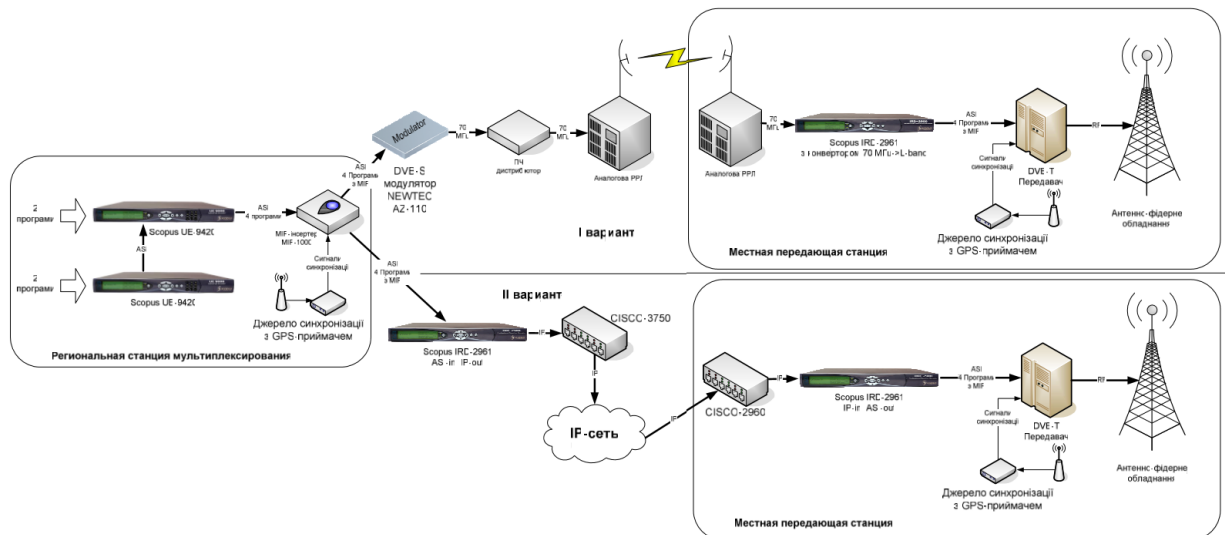 2
програми
2
програми
Scopus UE-9420
ASI
Scopus UE-9420
ASI
4 програми
MIF-інсертер
MIF-1000
Сигнали
синхронізації
Джерело синхронізації
з GPS-приймачем
Региональная станция мультиплексирования
ASI
4 Програми
з MIF
Modulator
DVB-S
модулятор
NEWTEC
AZ-110
70
МГц
ПЧ
дистриб'ютор
70
МГц
Аналогова РРЛ
I вариант
Аналогова РРЛ
70
МГц
Scopus IRD-2961
з конвертором 70 МГц->L-band
ASI
4 Програми
з MIF
Сигнали
синхронізації
DVB-T
Передавач
RF
Джерело синхронізації
з GPS-приймачем
Антенно-фідерне
обладнання
Местная передающая станция
ASI
4 Програми
з MIF
II вариант
Scopus IRD-2961
ASI-in, IP-out
IP
CISCO-3750
IP
IP-сеть
IP
CISCO-2960
IP
Scopus IRD-2961
IP-in, ASI-out
ASI
4 Програми
з MIF
Сигнали
синхронізації
DVB-T
Передавач
RF
Джерело синхронізації
з GPS-приймачем
Антенно-фідерне
обладнання
Местная передающая станция